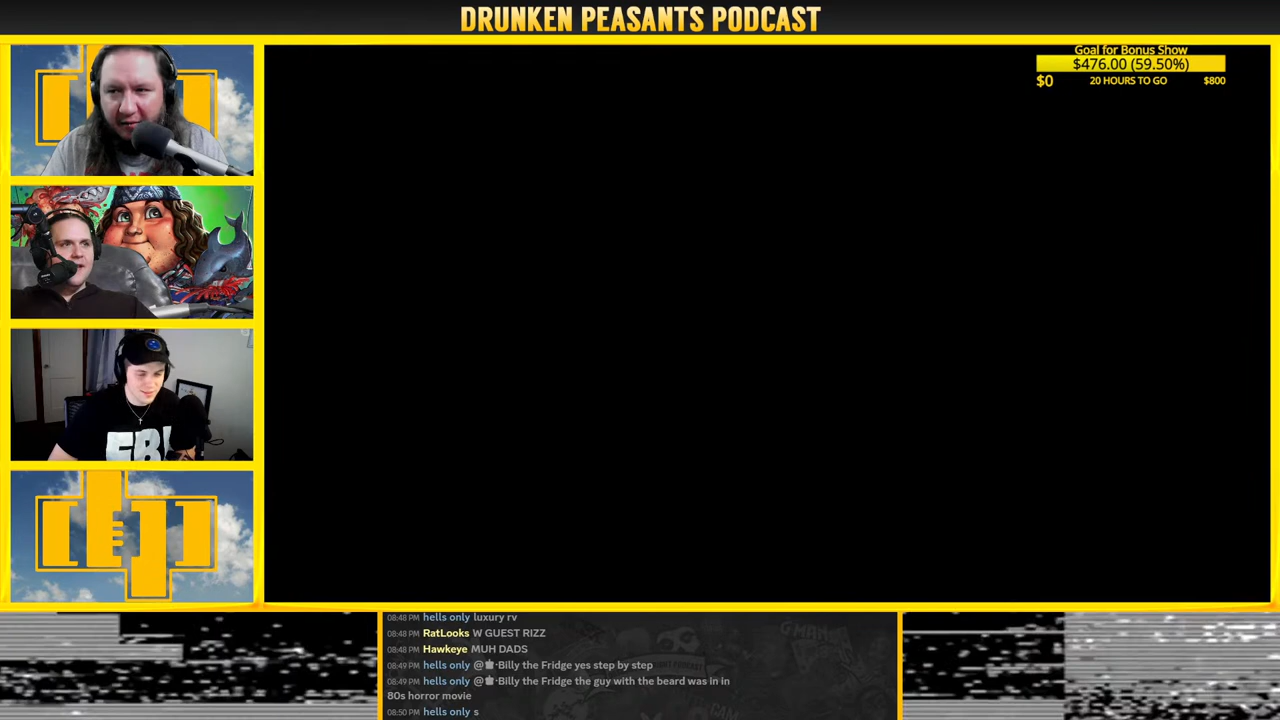 DRUNKEN PEASANTS PODCAST
Goal for Bonus Show
$476.00 (59.50%)
$0 20 HOURS TO GO $800
FBI
08:48 PM hells only luxury rv
08:48 PM RatLooks W GUEST RIZZ
08:48 PM Hawkeye MUH DADS
08:49 PM hells only @Billy the Fridge yes step by step
08:49 PM hells only @Billy the Fridge the guy with the beard was in in
80s horror movie
08:50 PM hells only s